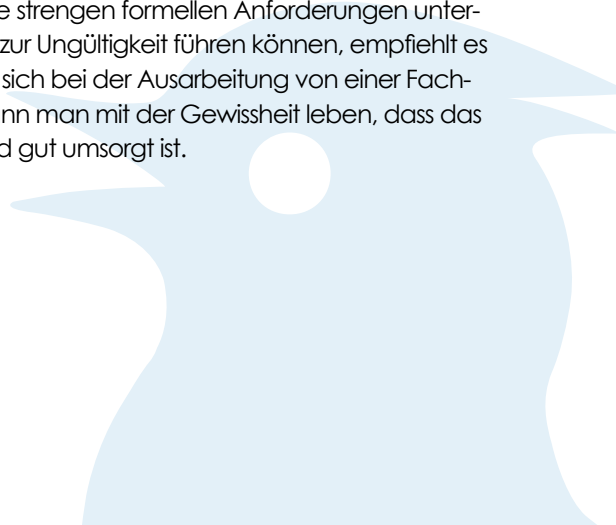 e strengen formellen Anforderungen unter-
zur Ungültigkeit führen können, empfiehlt es
sich bei der Ausarbeitung von einer Fach-
nn man mit der Gewissheit leben, dass das
d gut umsorgt ist.